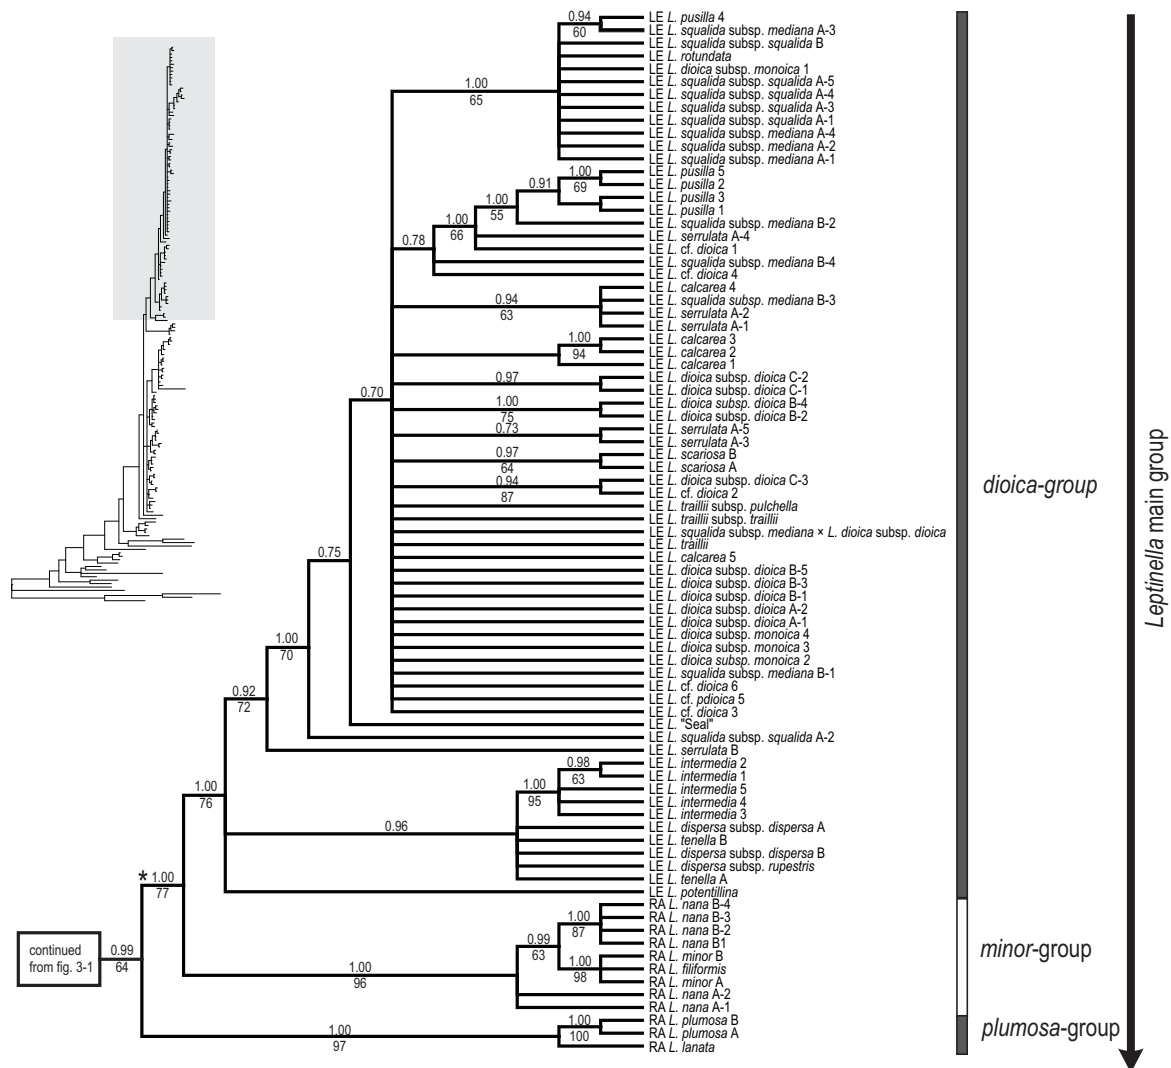 0.94
60
LE L. pusilla 4
LE L. squalida subsp. mediana A-3
LE L. squalida subsp. squalida B
LE L. rotundata
LE L. dioica subsp. monoica 1
1.00
65
LE L. squalida subsp. squalida A-5
LE L. squalida subsp. squalida A-4
LE L. squalida subsp. squalida A-3
LE L. squalida subsp. squalida A-1
LE L. squalida subsp. mediana A-4
LE L. squalida subsp. mediana A-2
LE L. squalida subsp. mediana A-1
1.00
69
LE L. pusilla 5
LE L. pusilla 2
0.91
LE L. pusilla 3
LE L. pusilla 1
1.00
55
LE L. squalida subsp. mediana B-2
1.00
66
LE L. serrulata A-4
LE L. cf. dioica 1
0.78
LE L. squalida subsp. mediana B-4
LE L. cf. dioica 4
LE L. calcarea 4
0.94
63
LE L. squalida subsp. mediana B-3
LE L. serrulata A-2
LE L. serrulata A-1
1.00
94
LE L. calcarea 3
LE L. calcarea 2
LE L. calcarea 1
0.97
LE L. dioica subsp. dioica C-2
LE L. dioica subsp. dioica C-1
0.70
1.00
75
LE L. dioica subsp. dioica B-4
LE L. dioica subsp. dioica B-2
0.73
LE L. serrulata A-5
LE L. serrulata A-3
0.97
64
LE L. scariosa B
LE L. scariosa A
0.94
87
LE L. dioica subsp. dioica C-3
LE L. cf. dioica 2
dioica-group
LE L. traillii subsp. pulchella
LE L. traillii subsp. traillii
LE L. squalida subsp. mediana × L. dioica subsp. dioica
LE L. traillii
0.75
LE L. calcarea 5
LE L. dioica subsp. dioica B-5
LE L. dioica subsp. dioica B-3
LE L. dioica subsp. dioica B-1
LE L. dioica subsp. dioica A-2
LE L. dioica subsp. dioica A-1
1.00
70
LE L. dioica subsp. monoica 4
LE L. dioica subsp. monoica 3
LE L. dioica subsp. monoica 2
LE L. squalida subsp. mediana B-1
0.92
72
LE L. cf. dioica 6
LE L. cf. pdioica 5
LE L. cf. dioica 3
LE L. "Seal"
LE L. squalida subsp. squalida A-2
LE L. serrulata B
0.98
63
LE L. intermedia 2
LE L. intermedia 1
1.00
95
LE L. intermedia 5
LE L. intermedia 4
LE L. intermedia 3
1.00
76
0.96
LE L. dispersa subsp. dispersa A
LE L. tenella B
LE L. dispersa subsp. dispersa B
LE L. dispersa subsp. rupestris
LE L. tenella A
LE L. potentillina
* 1.00
77
RA L. nana B-4
1.00
87
RA L. nana B-3
RA L. nana B-2
RA L. nana B1
0.99
63
1.00
98
RA L. minor B
RA L. filiformis
RA L. minor A
1.00
96
RA L. nana A-2
RA L. nana A-1
minor-group
continued
from fig. 3-1
0.99
64
1.00
100
RA L. plumosa B
RA L. plumosa A
1.00
97
RA L. lanata
plumosa-group
Leptinella main group